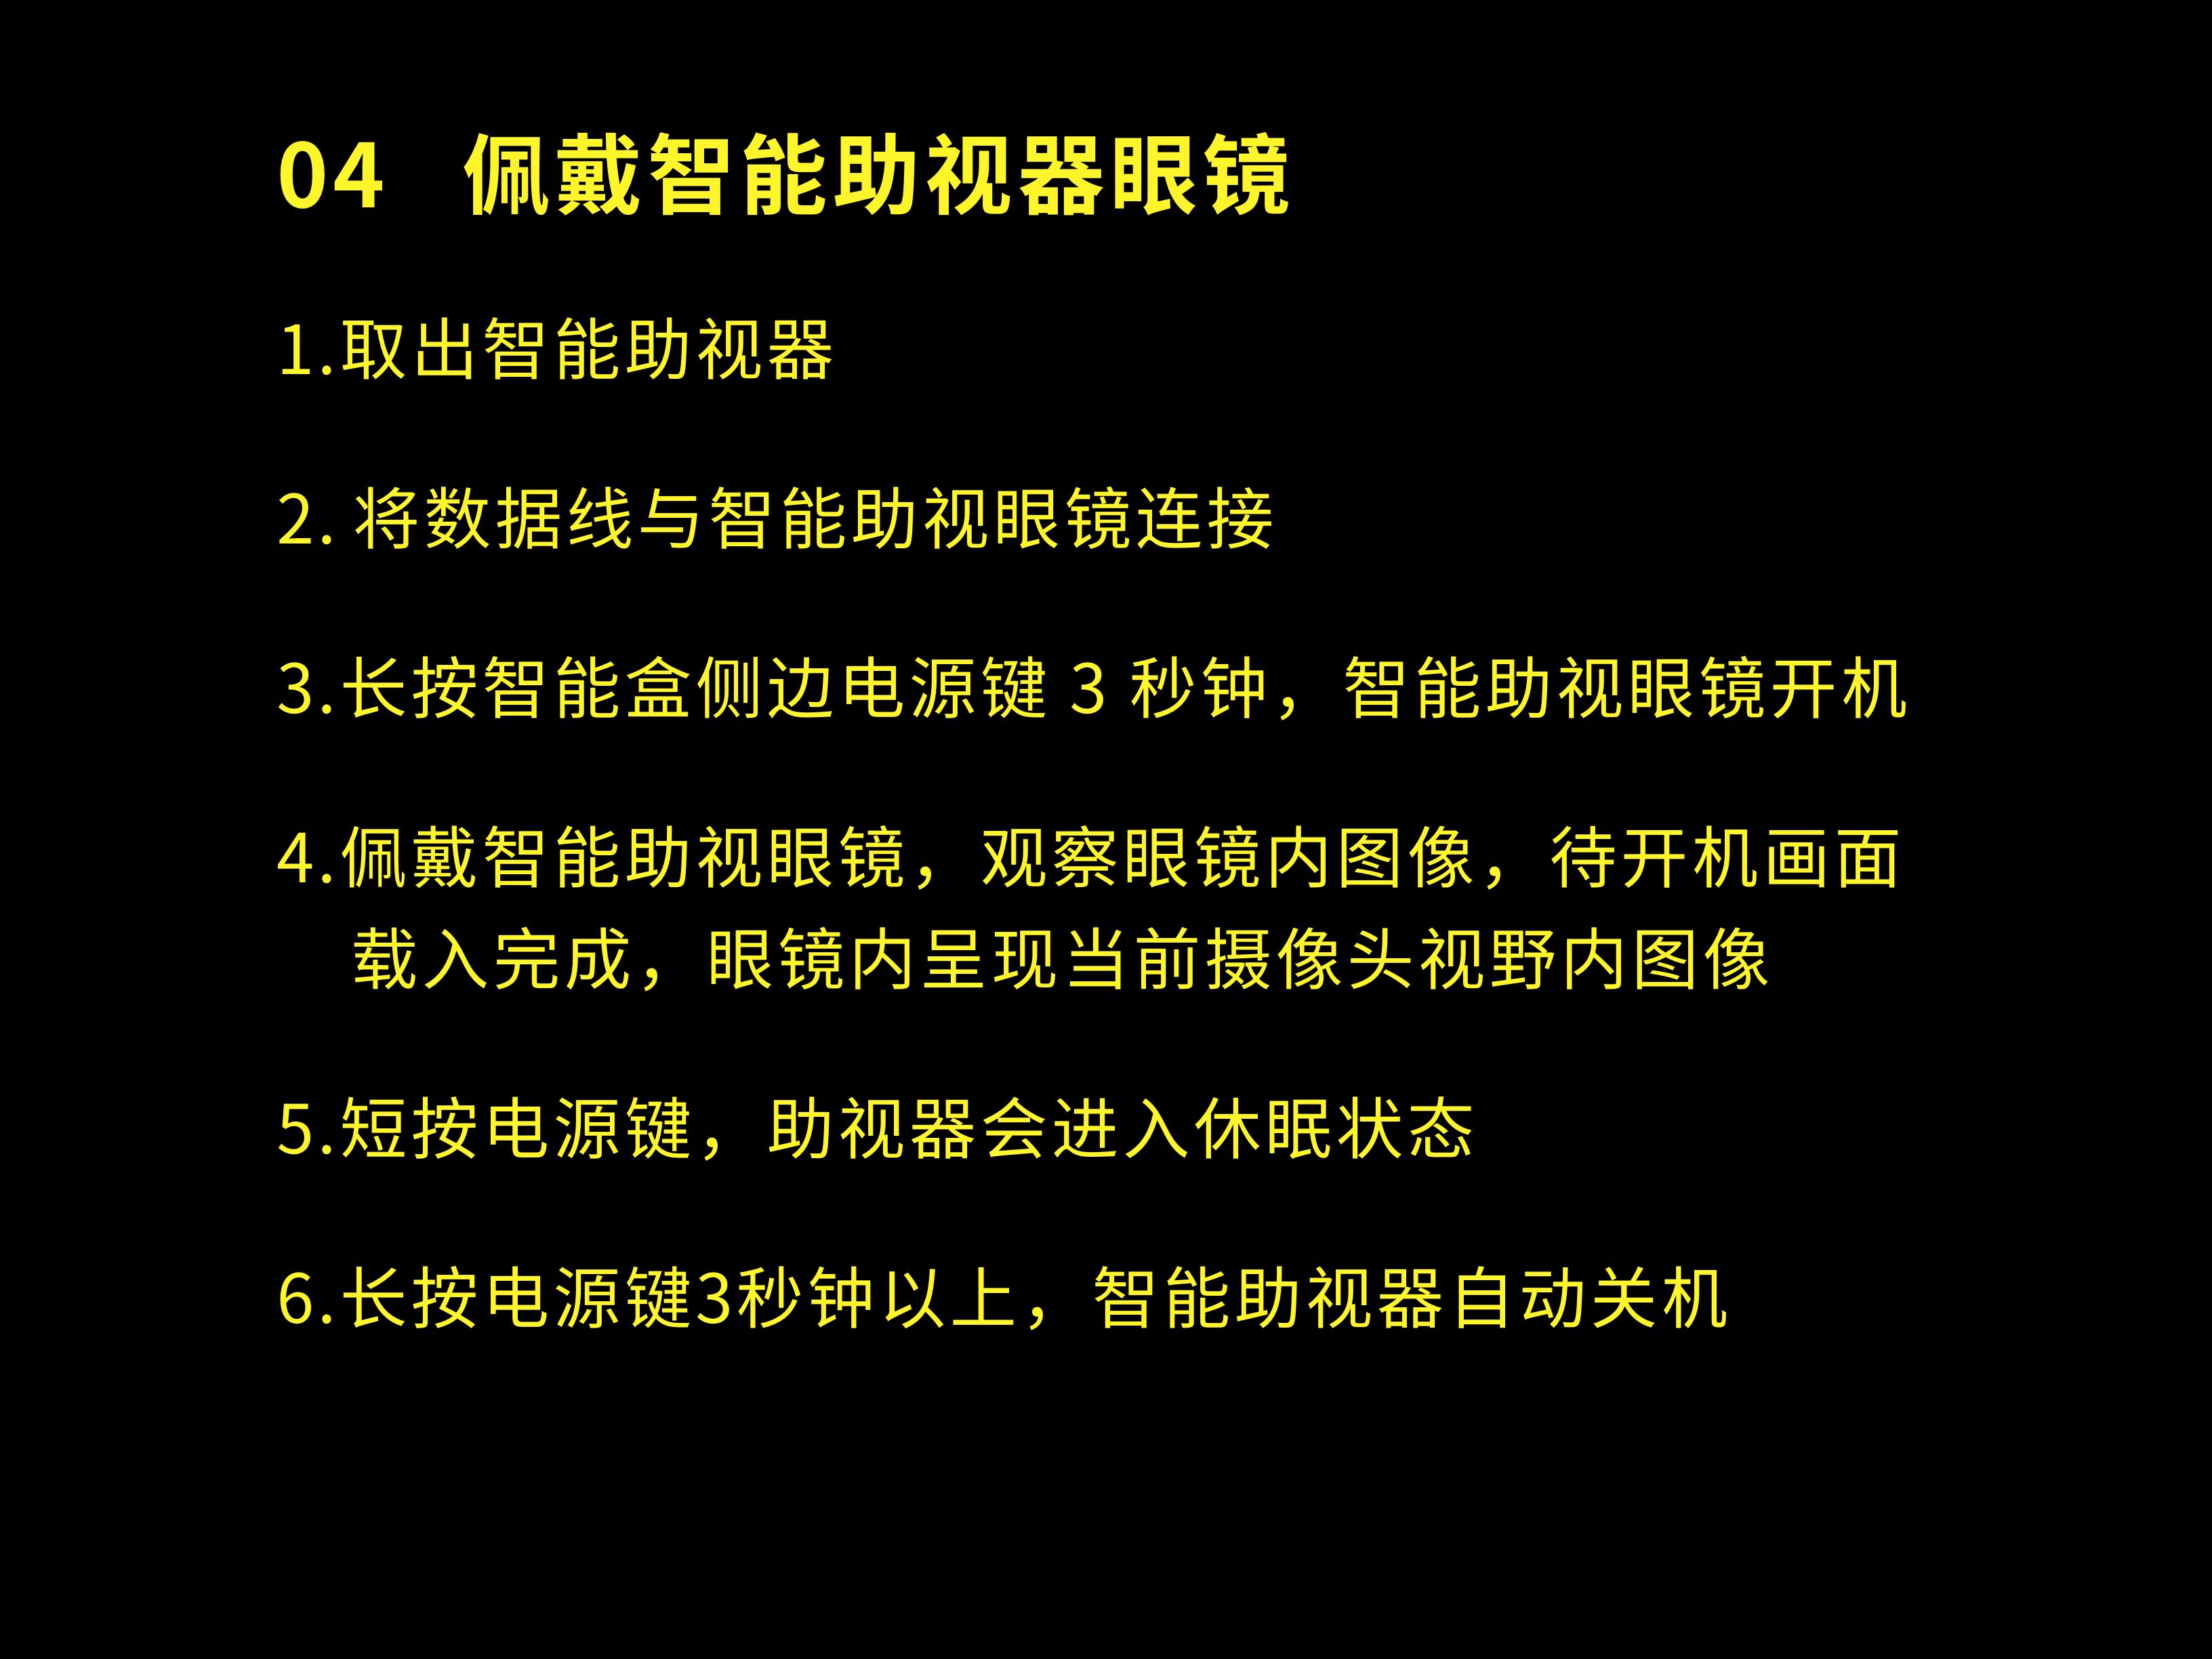 04 佩戴智能助视器眼镜
1.取出智能助视器
2. 将数据线与智能助视眼镜连接
3.长按智能盒侧边电源键 3 秒钟，智能助视眼镜开机
4.佩戴智能助视眼镜，观察眼镜内图像，待开机画面
载入完成，眼镜内呈现当前摄像头视野内图像
5.短按电源键，助视器会进入休眠状态
6.长按电源键3秒钟以上，智能助视器自动关机